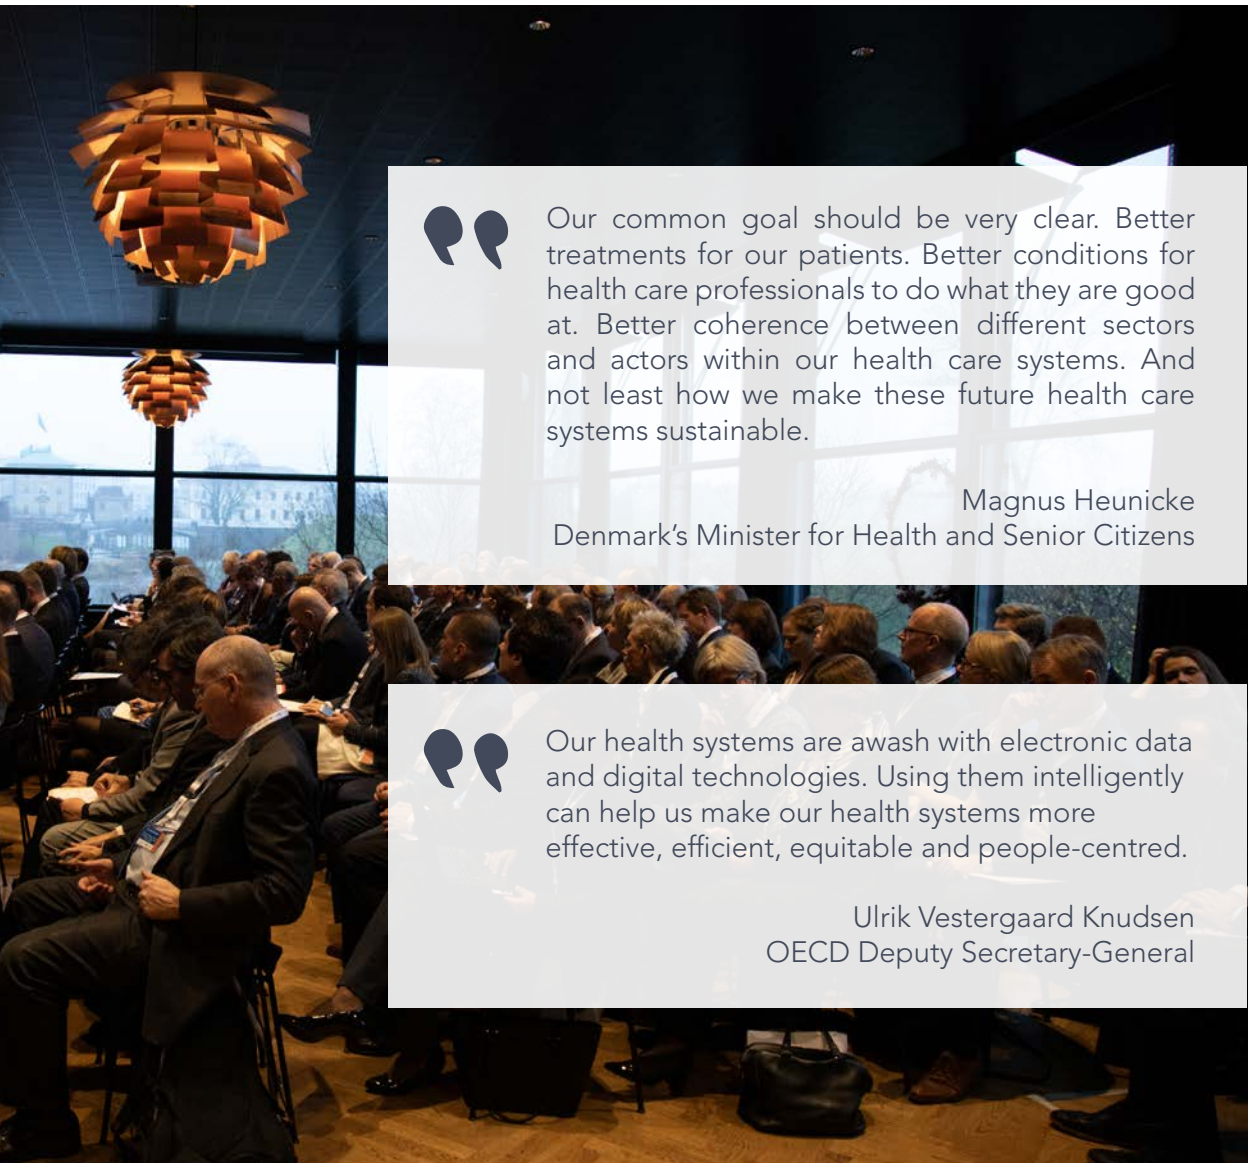 Our common goal should be very clear. Better
treatments for our patients. Better conditions for
health care professionals to do what they are good
at. Better coherence between different sectors
and actors within our health care systems. And
not least how we make these future health care
systems sustainable.
Magnus Heunicke
Denmark’s Minister for Health and Senior Citizens
Our health systems are awash with electronic data
and digital technologies. Using them intelligently
can help us make our health systems more
effective, efficient, equitable and people-centred.
Ulrik Vestergaard Knudsen
OECD Deputy Secretary-General